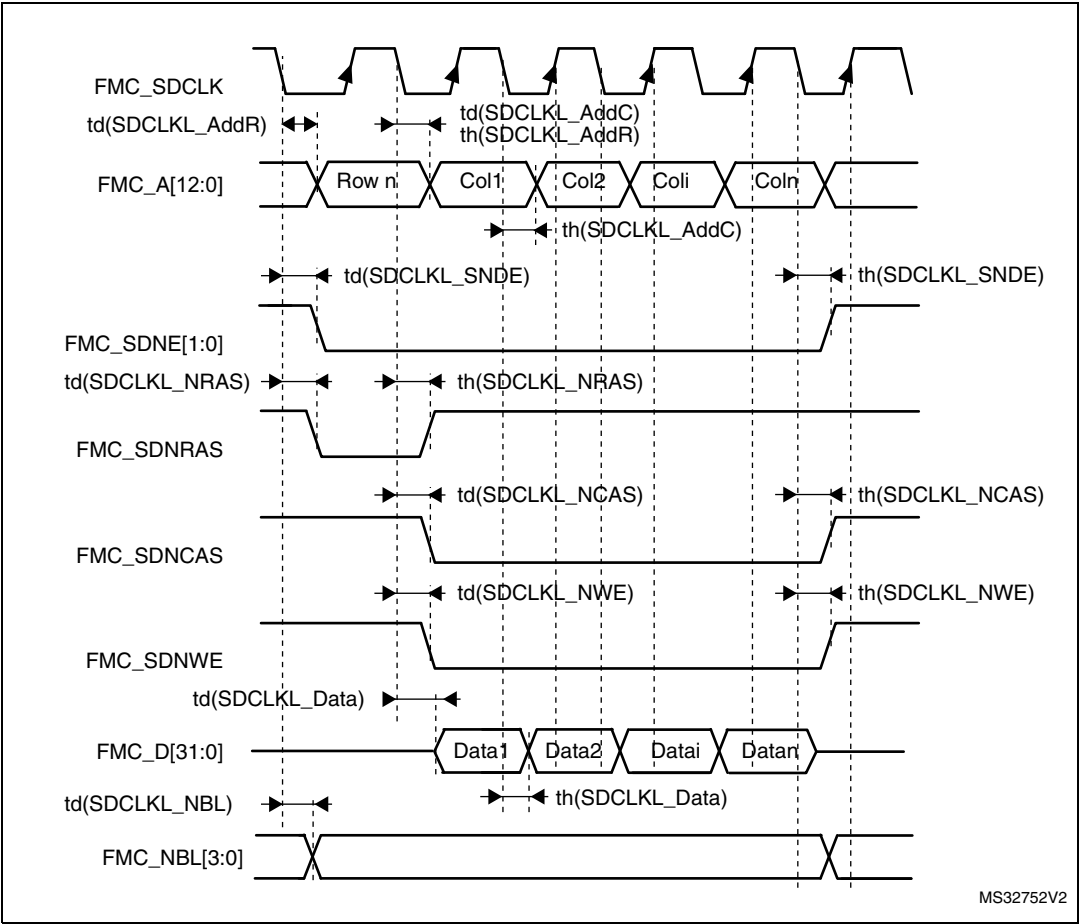 FMC_SDCLK
td(SDCLKL_AddR)
td(SDCLKL_AddC)
th(SDCLKL_AddR)
FMC_A[12:0]
Row n
Col1
Col2
Coli
Coln
th(SDCLKL_AddC)
td(SDCLKL_SNDE)
th(SDCLKL_SNDE)
FMC_SDNE[1:0]
td(SDCLKL_NRAS)
th(SDCLKL_NRAS)
FMC_SDNRAS
td(SDCLKL_NCAS)
th(SDCLKL_NCAS)
FMC_SDNCAS
td(SDCLKL_NWE)
th(SDCLKL_NWE)
FMC_SDNWE
td(SDCLKL_Data)
FMC_D[31:0]
Data1
Data2
Datai
Datan
td(SDCLKL_NBL)
th(SDCLKL_Data)
FMC_NBL[3:0]
MS32752V2